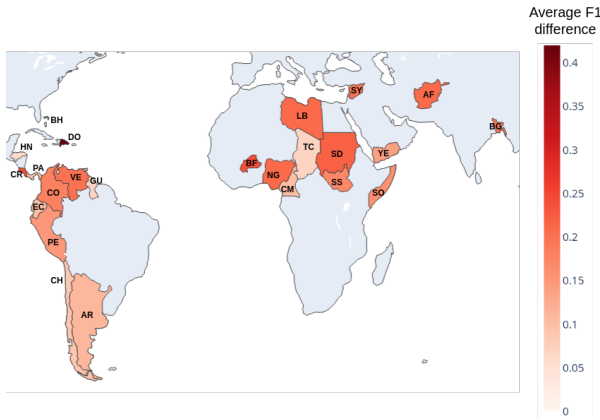 Average F1
difference
0.4
0.35
0.3
0.25
0.2
0.15
0.1
0.05
0
SY
AF
LB
BH
BG
DO
HN
TC
YE
SD
BF
PA
CR
VE
NG
GU
SS
CM
CO
SO
EC
PE
CH
AR